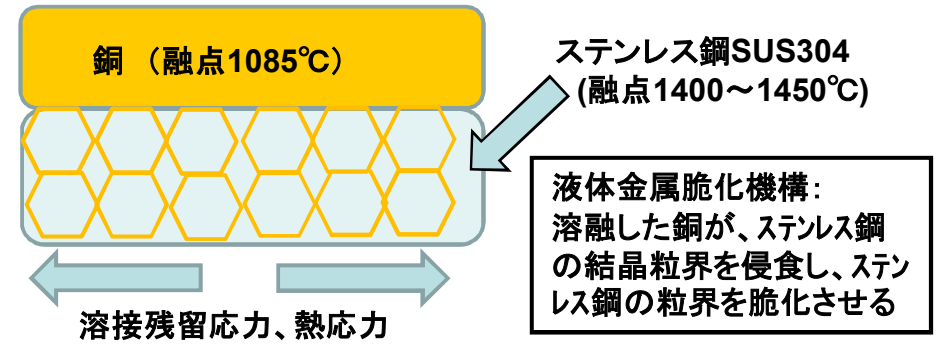 銅 （融点1085℃）
ステンレス鋼SUS304
(融点1400～1450℃)
液体金属脆化機構：
溶融した銅が、ｽﾃﾝﾚｽ鋼
の結晶粒界を侵食し、ｽﾃﾝ
ﾚｽ鋼の粒界を脆化させる
溶接残留応力、熱応力